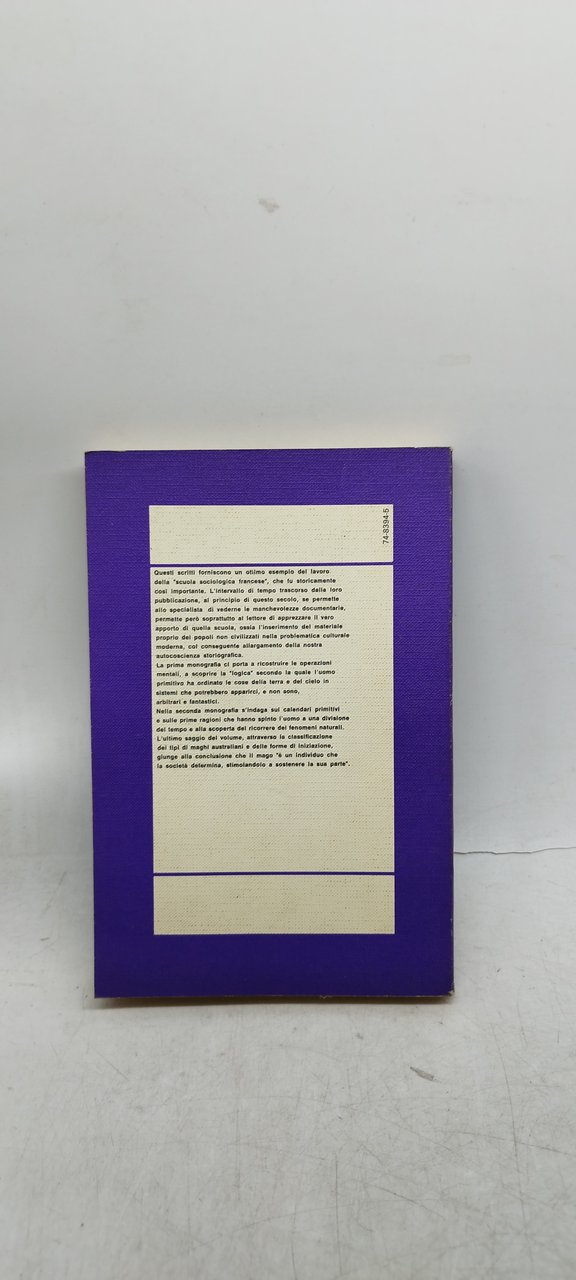 74-8394-5
Questi scritti forniscono un ottimo esempio del lavoro
della "scuola sociologica francese", che fu storicamente
così importante. L'intervallo di tempo trascorso dalla loro
pubblicazione, al principio di questo secolo, se permette
allo specialista di vederne le manchevolezze documentarie,
permette però soprattutto al lettore di apprezzare il vero
apporto di quella scuola, ossia l'inserimento del materiale
proprio dei popoli non civilizzati nella problematica culturale
moderna, col conseguente allargamento della nostra
autocoscienza storiografica.
La prima monografia ci porta a ricostruire le operazioni
mentali, a scoprire la "logica" secondo la quale l'uomo
primitivo ha ordinato le cose della terra e del cielo in
sistemi che potrebbero apparirci, e non sono,
arbitrari e fantastici.
Nella seconda monografia s'indaga sui calendari primitivi
e sulle prime ragioni che hanno spinto l'uomo a una divisione
del tempo e alla scoperta del ricorrere dei fenomeni naturali.
L'ultimo saggio del volume, attraverso la classificazione
dei tipi di maghi australiani e delle forme di iniziazione,
giunge alla conclusione che il mago "è un individuo che
la società determina, stimolandolo a sostenere la sua parte".